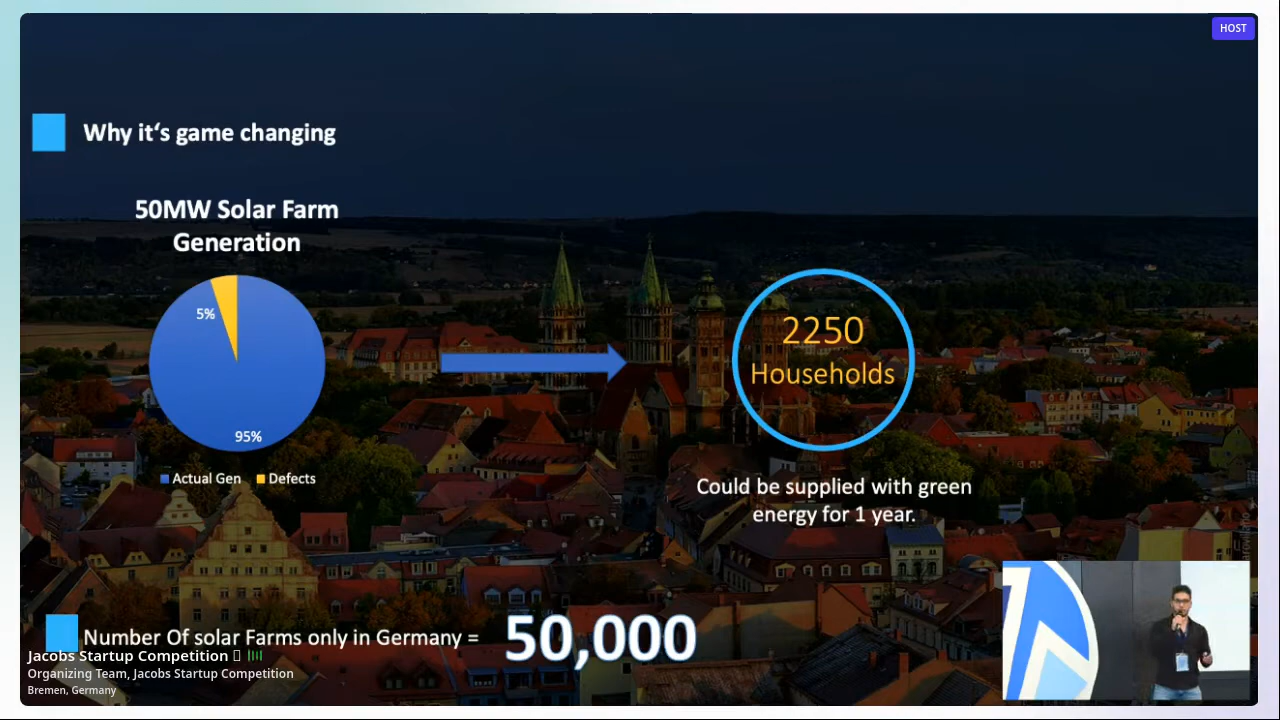 HOST
Why it‘s game changing
50MW Solar Farm
Generation
5%
95%
Actual Gen Defects
2250
Households
Could be supplied with green
energy for 1 year.
Number Of solar Farms only in Germany = 50,000
Jacobs Startup Competition
Organizing Team, Jacobs Startup Competition
Bremen, Germany